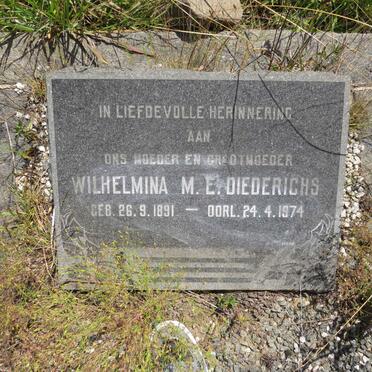 IN LIEFDEVOLLE HERINNERING
AAN
ONS MOEDER EN GROOTMOEDER
WILHELMINA M. E. DIEDERICHS
GEB. 26. 9. 1891 — OORL. 24. 4. 1974